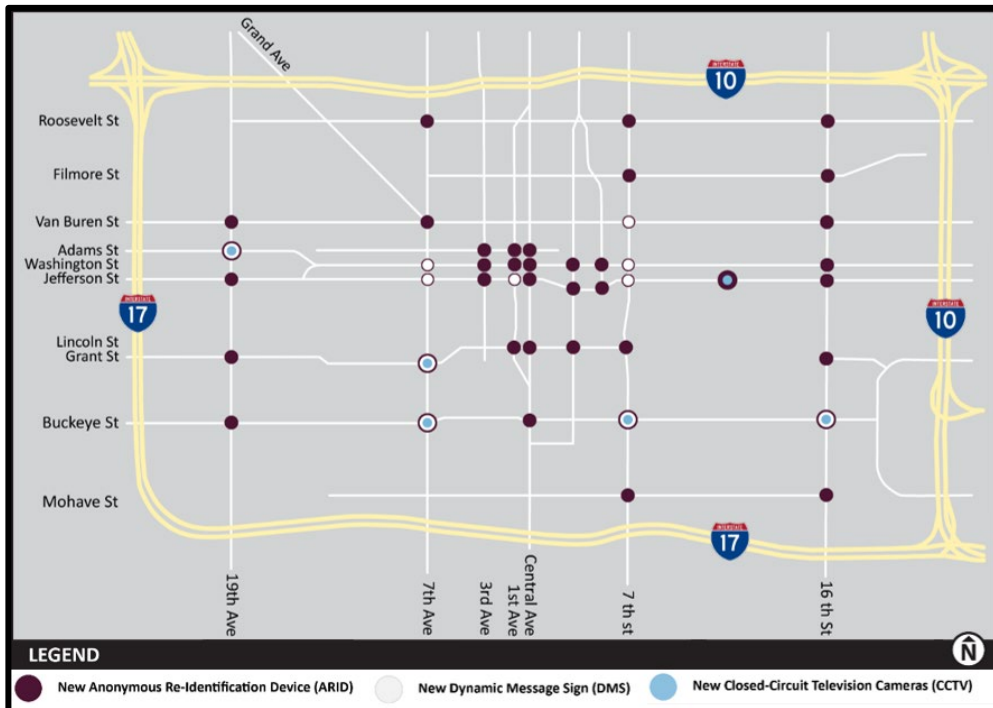 Grand Ave
INTERSTATE
10
Roosevelt St
Filmore St
Van Buren St
Adams St
Washington St
Jefferson St
INTERSTATE
17
INTERSTATE
10
Lincoln St
Grant St
Buckeye St
Mohave St
INTERSTATE
17
19th Ave
7th Ave
3rd Ave
1st Ave
Central Ave
7 th st
16 th St
LEGEND
N
New Anonymous Re-Identification Device (ARID)
New Dynamic Message Sign (DMS)
New Closed-Circuit Television Cameras (CCTV)